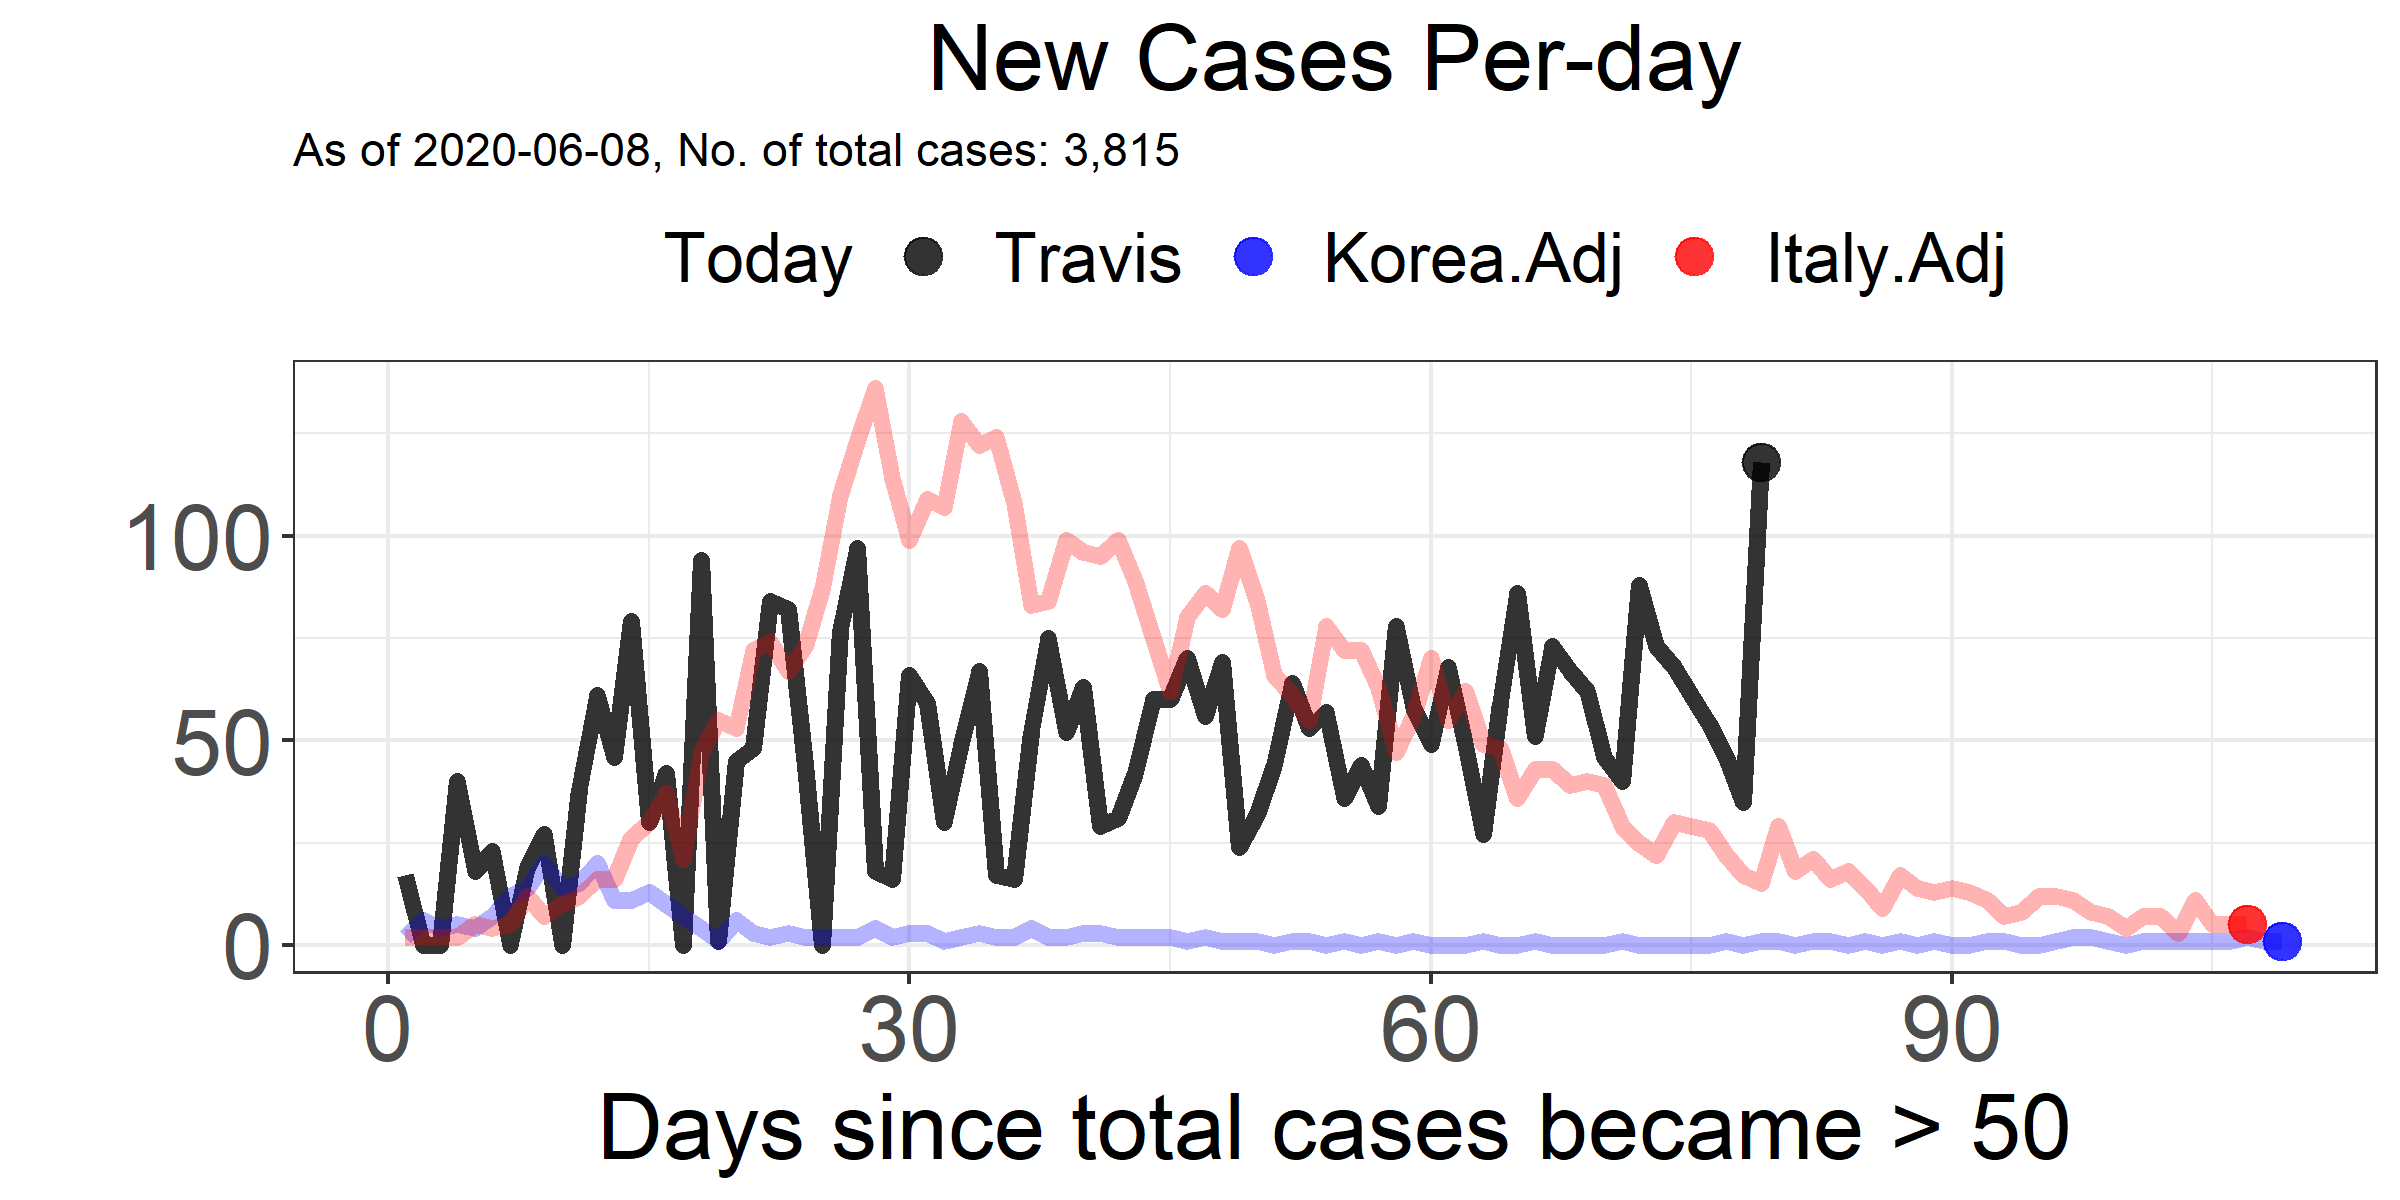 New Cases Per-day
As of 2020-06-08, No. of total cases: 3,815
Today Travis Korea.Adj Italy.Adj
100
50
0
0 30 60 90
Days since total cases became > 50